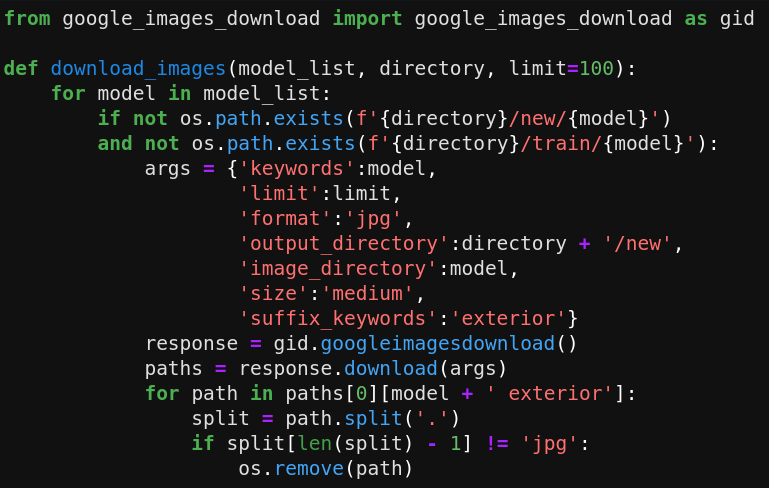 from google_images_download import google_images_download as gid

def download_images(model_list, directory, limit=100):
    for model in model_list:
        if not os.path.exists(f'{directory}/new/{model}')
        and not os.path.exists(f'{directory}/train/{model}'):
            args = {'keywords':model,
                    'limit':limit,
                    'format':'jpg',
                    'output_directory':directory + '/new',
                    'image_directory':model,
                    'size':'medium',
                    'suffix_keywords':'exterior'}
            response = gid.googleimagesdownload()
            paths = response.download(args)
            for path in paths[0][model + ' exterior']:
                split = path.split('.')
                if split[len(split) - 1] != 'jpg':
                    os.remove(path)